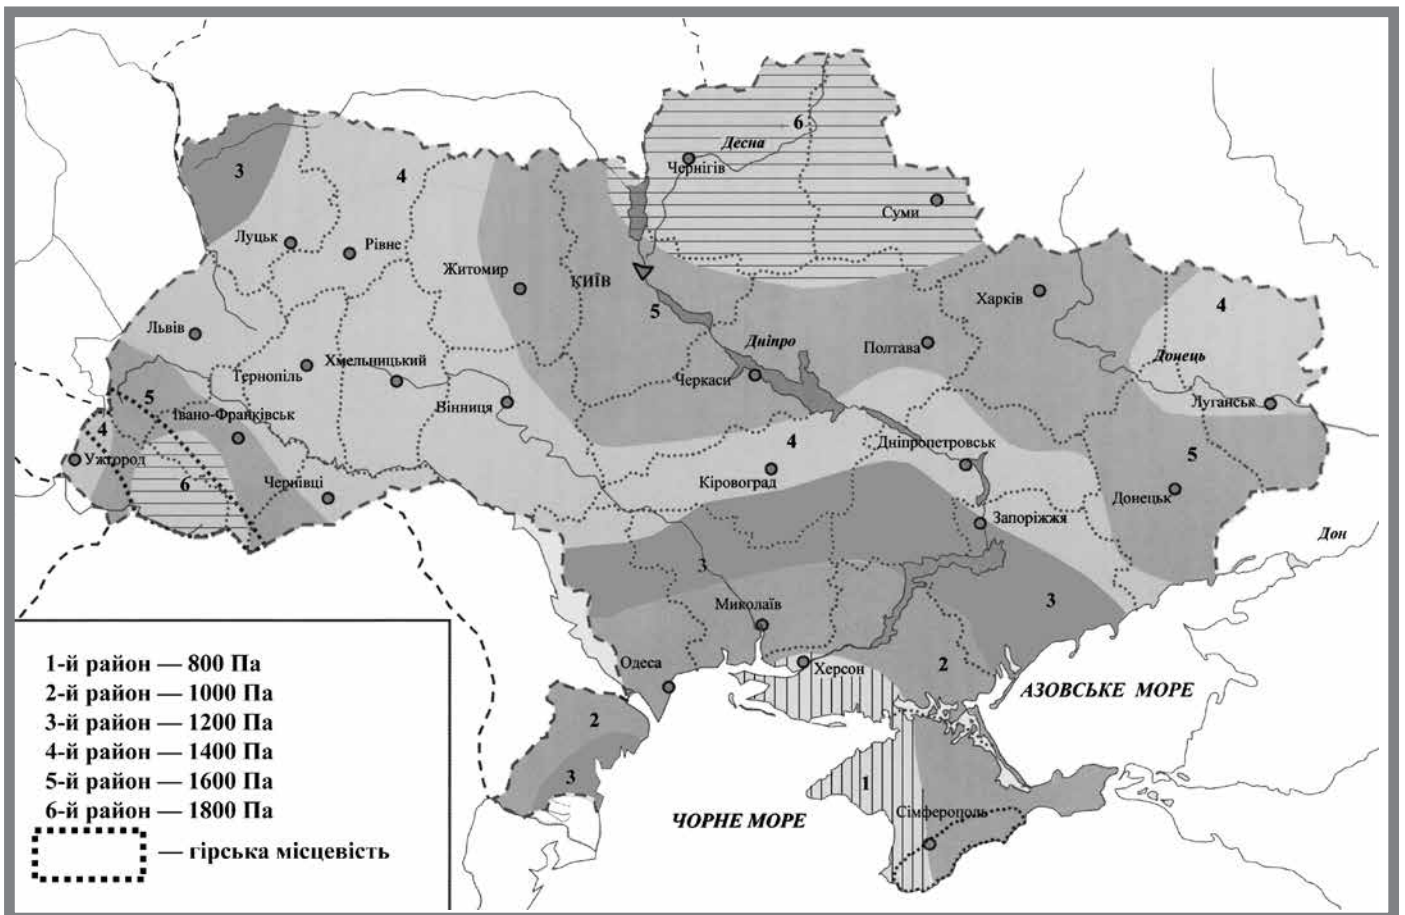 6
Десна
Чернігів
3
4
Суми
Луцьк
Рівне
Житомир
КИЇВ
Харків
5
4
Львів
Дніпро
Полтава
Донець
Хмельницький
Тернопіль
Черкаси
5
Луганськ
Вінниця
Івано-Франківськ
4
4
Дніпропетровськ
5
Ужгород
Кіровоград
6
Чернівці
Донецьк
Запоріжжя
Дон
3
3
Миколаїв
Одеса
Херсон
2
АЗОВСЬКЕ МОРЕ
2
3
1
Сімферополь
ЧОРНЕ МОРЕ
1-й район — 800 Па
2-й район — 1000 Па
3-й район — 1200 Па
4-й район — 1400 Па
5-й район — 1600 Па
6-й район — 1800 Па
— гірська місцевість